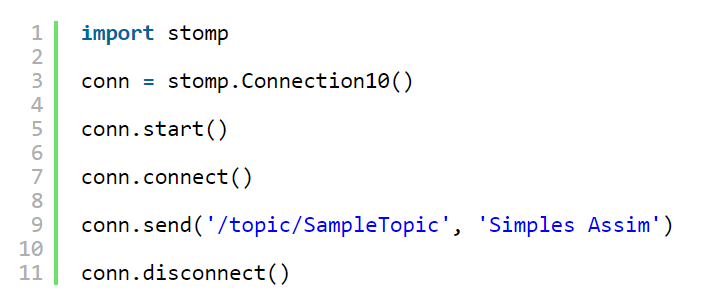 1 import stomp
2
3 conn = stomp.Connection10()
4
5 conn.start()
6
7 conn.connect()
8
9 conn.send('/topic/SampleTopic', 'Simples Assim')
10
11 conn.disconnect()